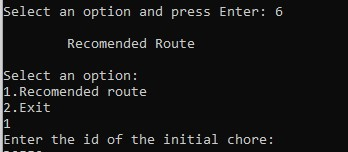 Select an option and press Enter: 6
Recomended Route
Select an option:
1.Recomended route
2.Exit
1
Enter the id of the initial chore: